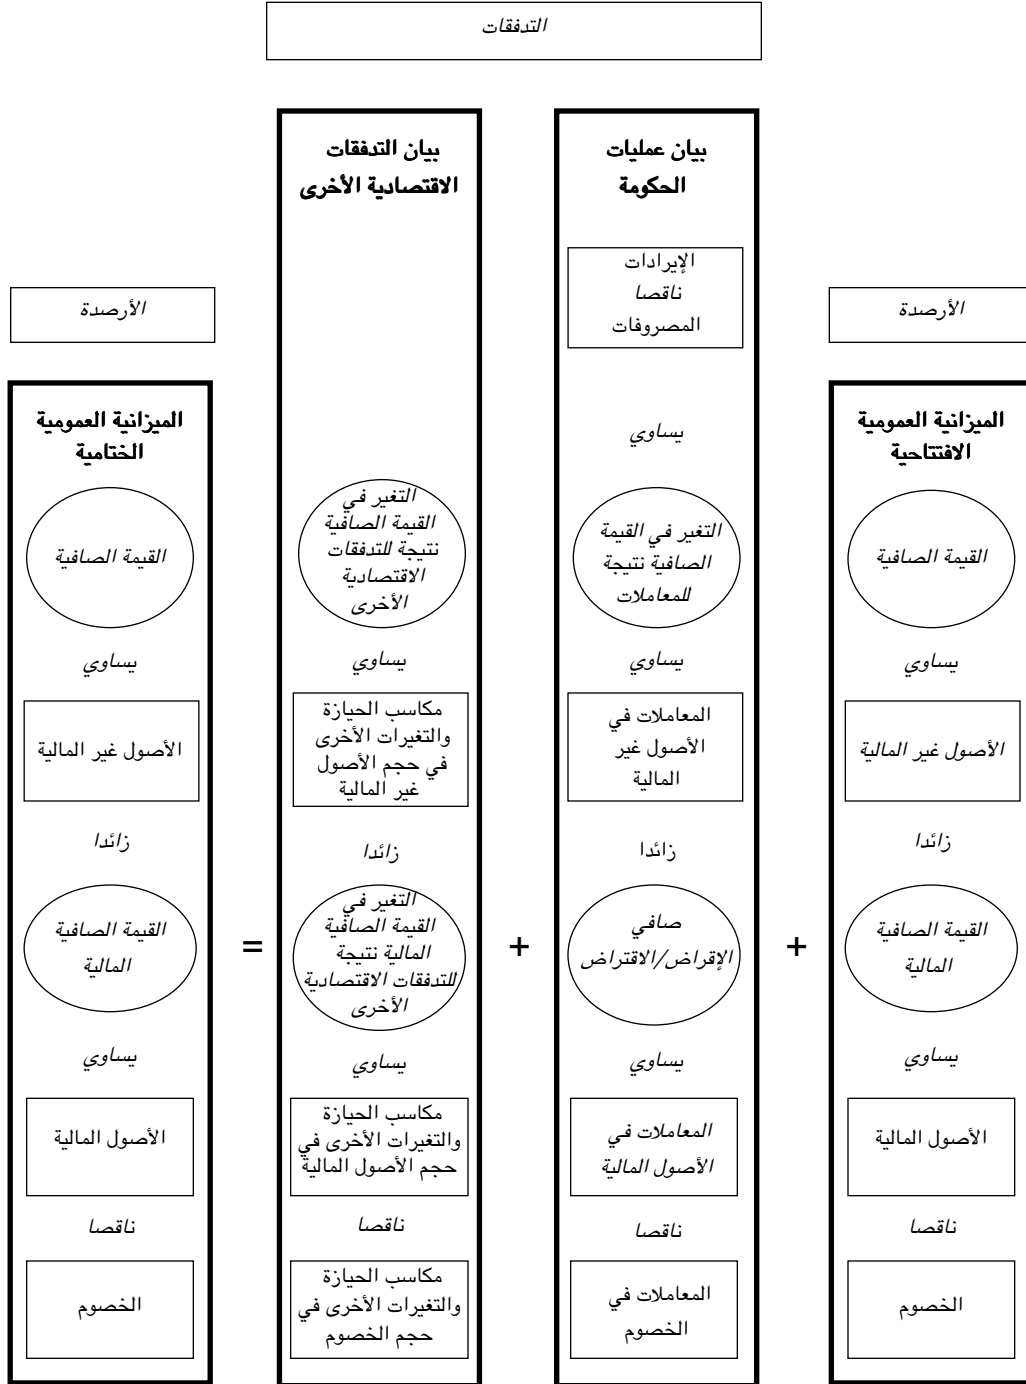 التدفقات
الأرصدة
الميزانية العمومية
الافتتاحية
القيمة الصافية
يساوي
الأصول غير المالية
زائدا
القيمة الصافية
المالية
يساوي
الأصول المالية
ناقصا
الخصوم
+
بيان عمليات
الحكومة
الإيرادات
ناقصا
المصروفات
يساوي
التغير في القيمة
الصافية نتيجة
للمعاملات
يساوي
المعاملات في
الأصول غير
المالية
زائدا
صافي
الإقراض/الاقتراض
يساوي
المعاملات في
الأصول المالية
ناقصا
المعاملات في
الخصوم
+
بيان التدفقات
الاقتصادية الأخرى
التغير في
القيمة الصافية
نتيجة للتدفقات
الاقتصادية
الأخرى
يساوي
مكاسب الحيازة
والتغيرات الأخرى
في حجم الأصول
غير المالية
زائدا
التغير في
القيمة الصافية
المالية نتيجة
للتدفقات الاقتصادية
الأخرى
يساوي
مكاسب الحيازة
والتغيرات الأخرى في
حجم الأصول المالية
ناقصا
مكاسب الحيازة
والتغيرات الأخرى في
حجم الخصوم
=
الأرصدة
الميزانية العمومية
الختامية
القيمة الصافية
يساوي
الأصول غير المالية
زائدا
القيمة الصافية
المالية
يساوي
الأصول المالية
ناقصا
الخصوم